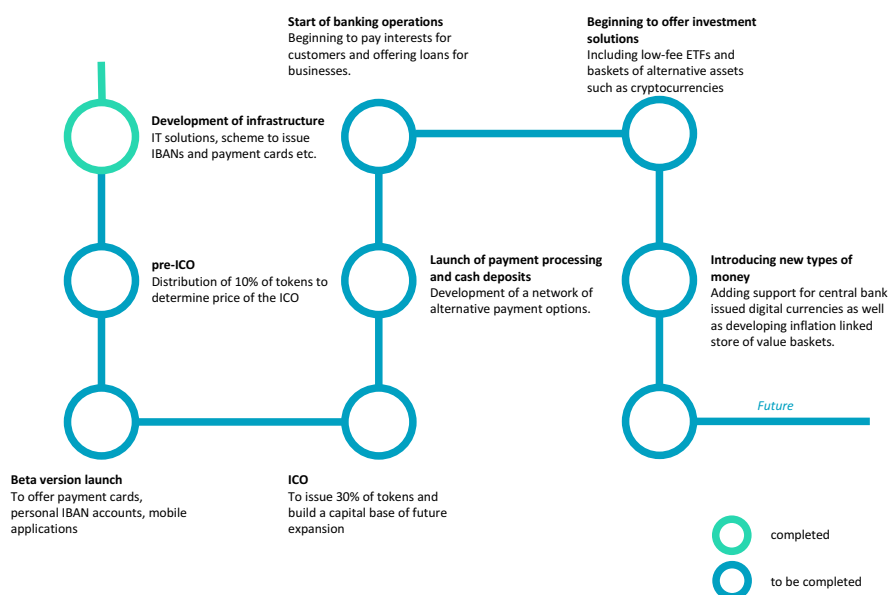 Start of banking operations
Beginning to pay interests for
customers and offering loans for
businesses.
Beginning to offer investment
solutions
Including low-fee ETFs and
baskets of alternative assets
such as cryptocurrencies
Development of infrastructure
IT solutions, scheme to issue
IBANs and payment cards etc.
pre-ICO
Distribution of 10% of tokens to
determine price of the ICO
Launch of payment processing
and cash deposits
Development of a network of
alternative payment options.
Introducing new types of
money
Adding support for central bank
issued digital currencies as well
as developing inflation linked
store of value baskets.
Future
Beta version launch
To offer payment cards,
personal IBAN accounts, mobile
applications
ICO
To issue 30% of tokens and
build a capital base of future
expansion
completed
to be completed